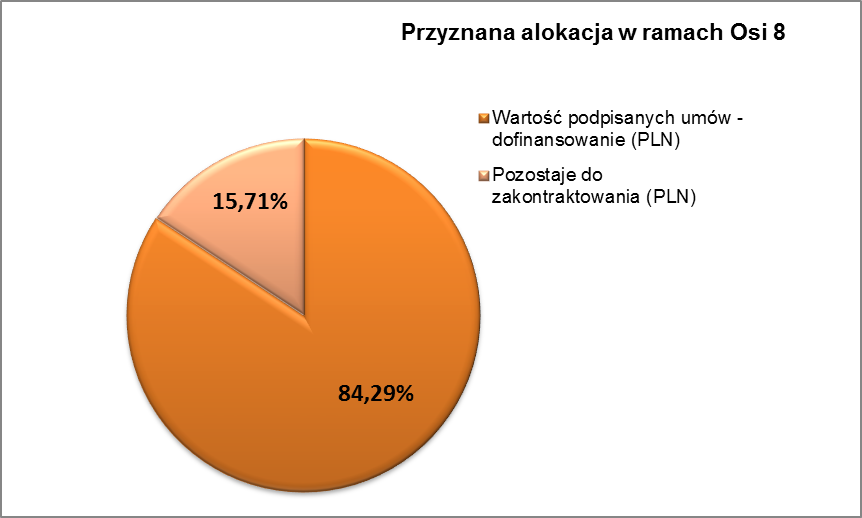 Przyznana alokacja w ramach Osi 8
Wartość podpisanych umów -
dofinansowanie (PLN)
Pozostaje do
zakontraktowania (PLN)
15,71%
84,29%